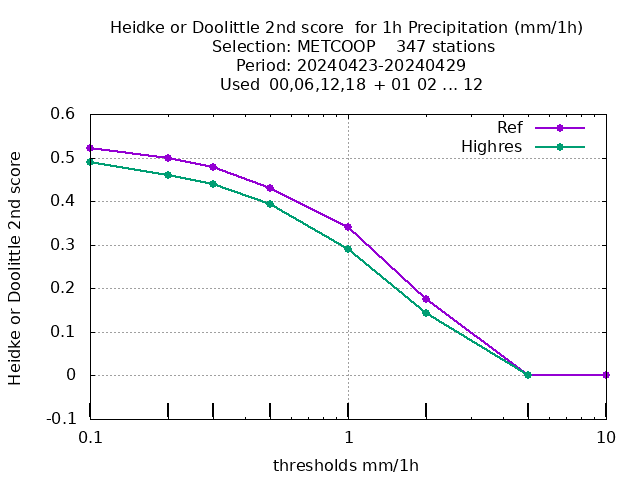 Heidke or Doolittle 2nd score  for 1h Precipitation (mm/1h)
Selection: METCOOP    347 stations
Period: 20240423-20240429
Used  00,06,12,18  + 01 02 ... 12
Heidke or Doolittle 2nd score
0.6
0.5
0.4
0.3
0.2
0.1
0
-0.1
Ref
Highres
0.1
1
10
thresholds mm/1h